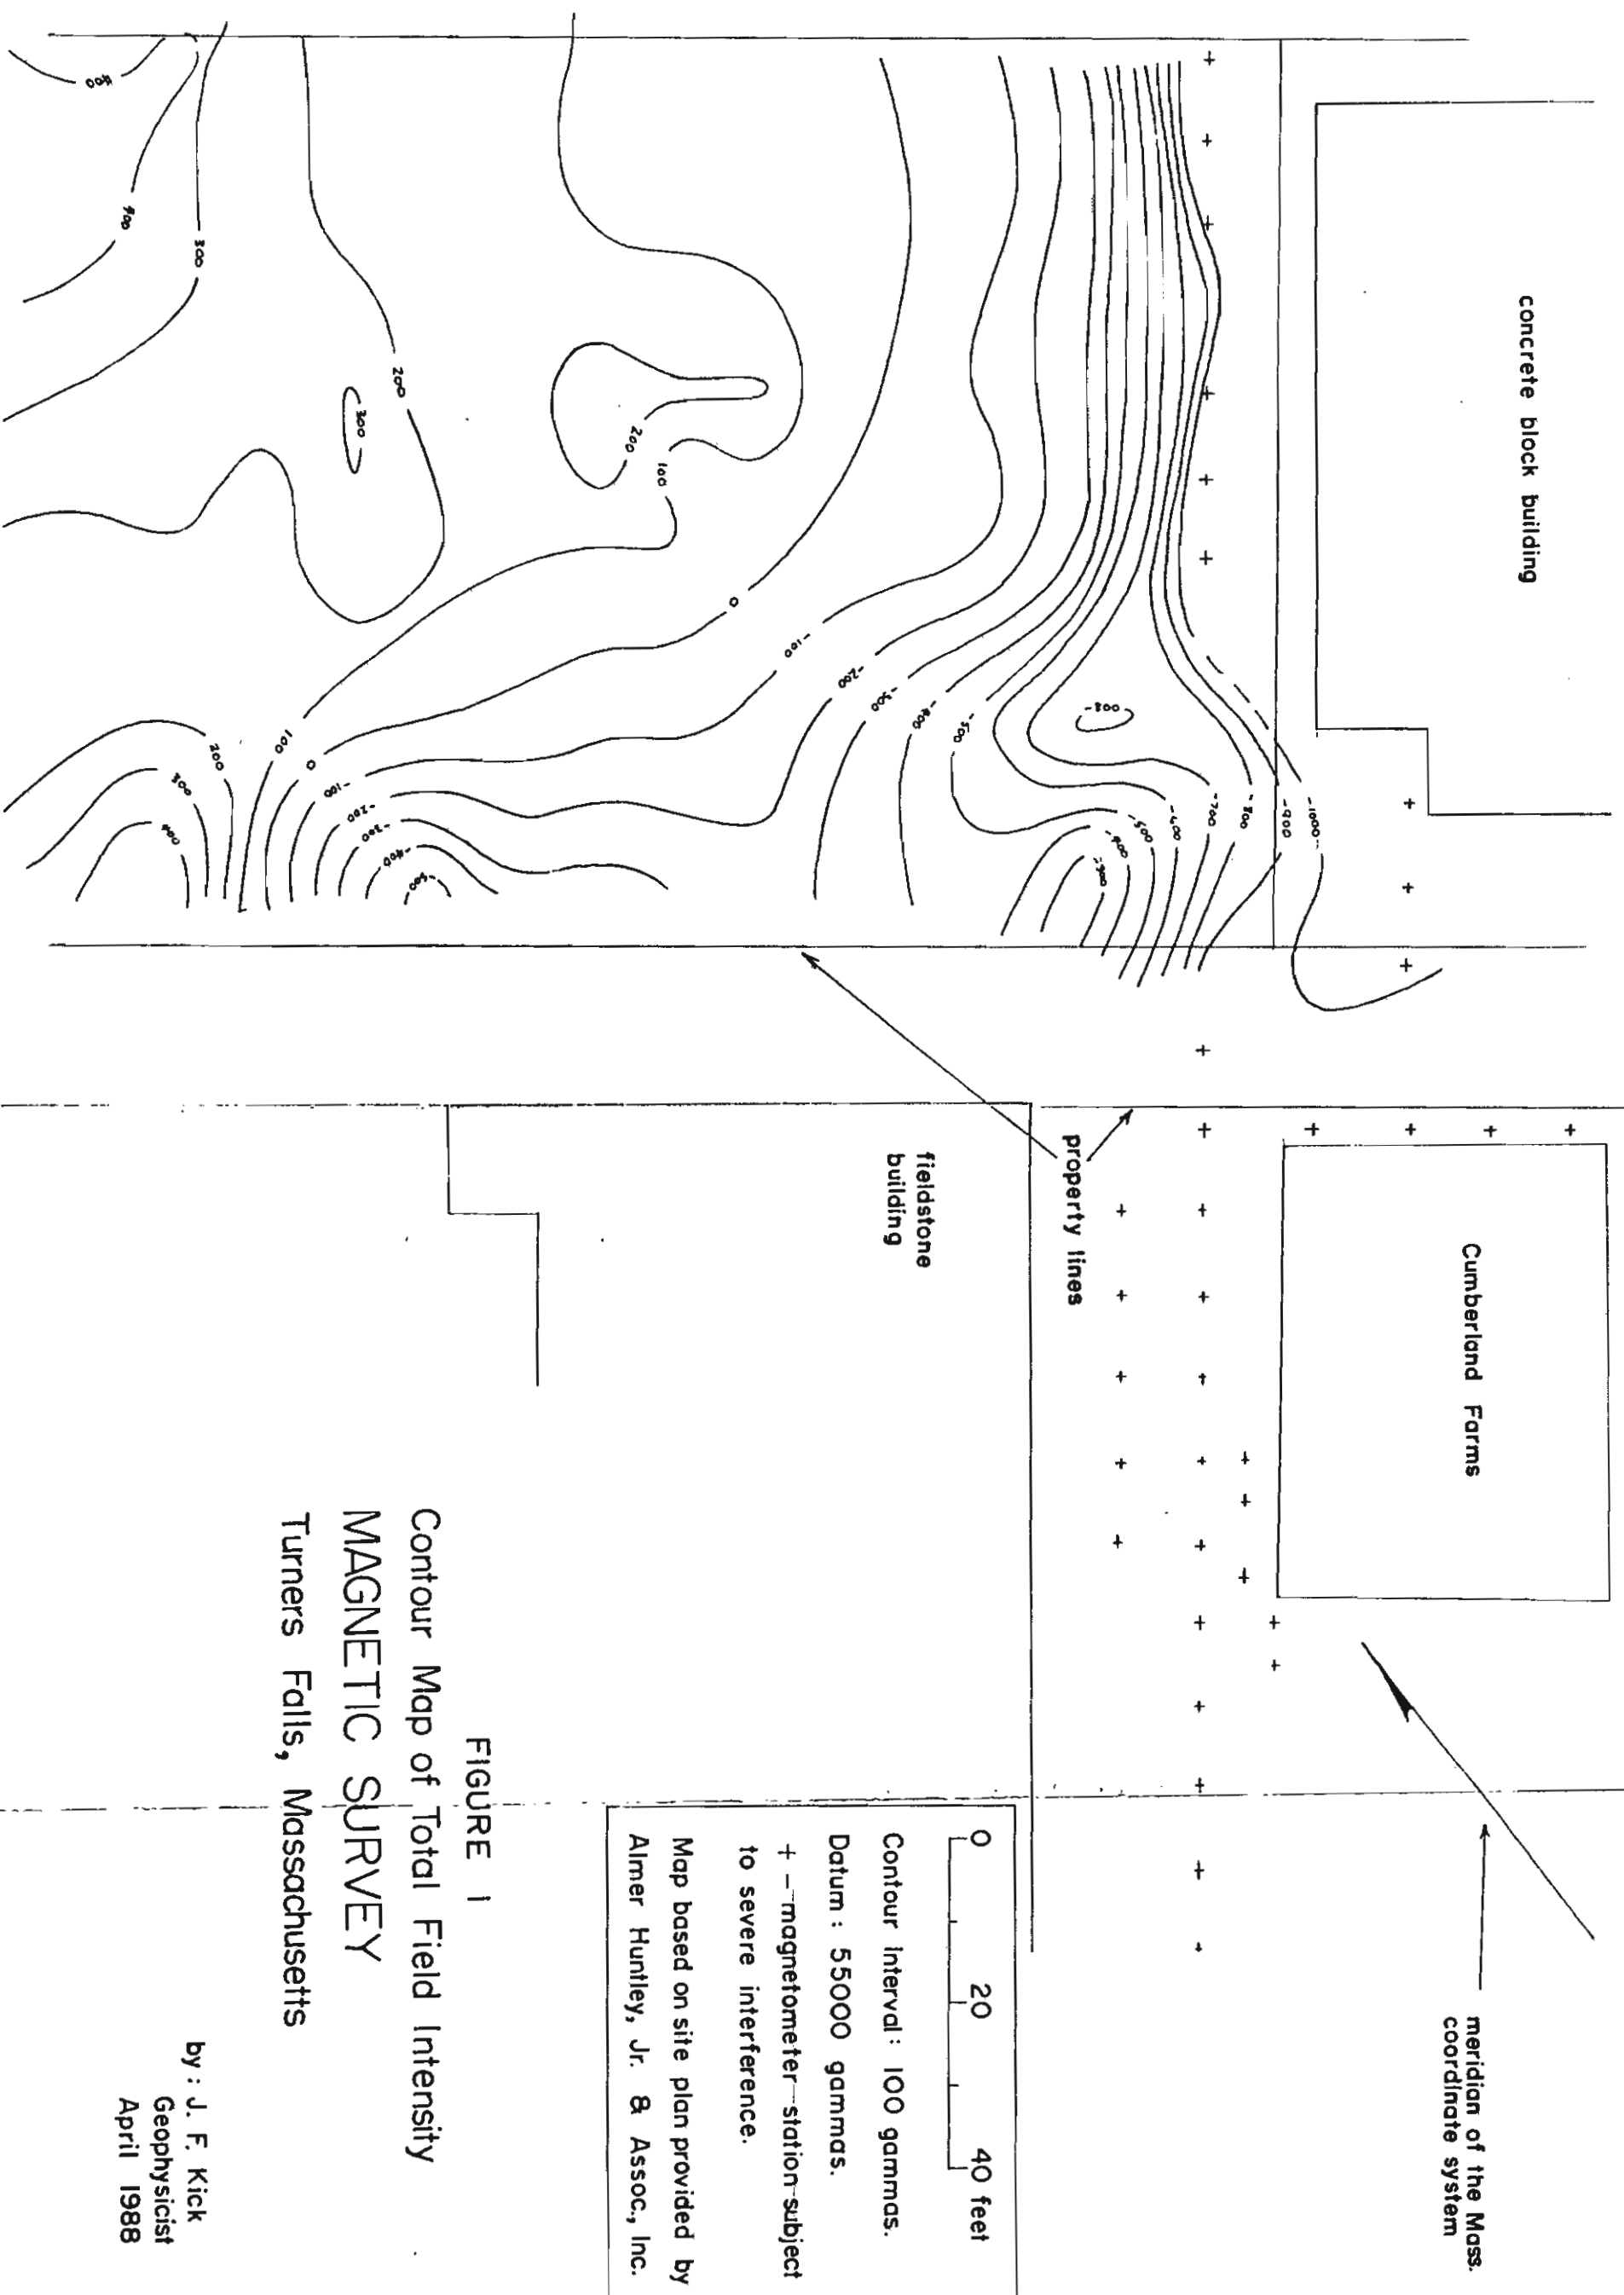 concrete block building
Cumberland Farms
meridian of the Mass.
coordinate system
-1000
-900
-800
-700
-600
-500
-400
-300
-800
property lines
fieldstone
building
-500
-400
-300
-200
-100
0
100
200
200
300
300
400
400
-500
-400
-300
-200
-100
0
100
200
300
400
0 20 40 feet
Contour Interval: 100 gammas.
Datum: 55000 gammas.
+ - magnetometer station subject
to severe interference.
Map based on site plan provided by
Almer Huntley, Jr. & Assoc., Inc.
FIGURE 1
Contour Map of Total Field Intensity
MAGNETIC SURVEY
Turners Falls, Massachusetts
by: J. F. Kick
Geophysicist
April 1988